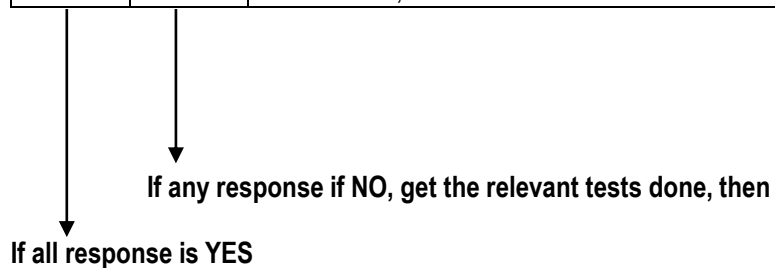 If any response if NO, get the relevant tests done, then
If all response is YES